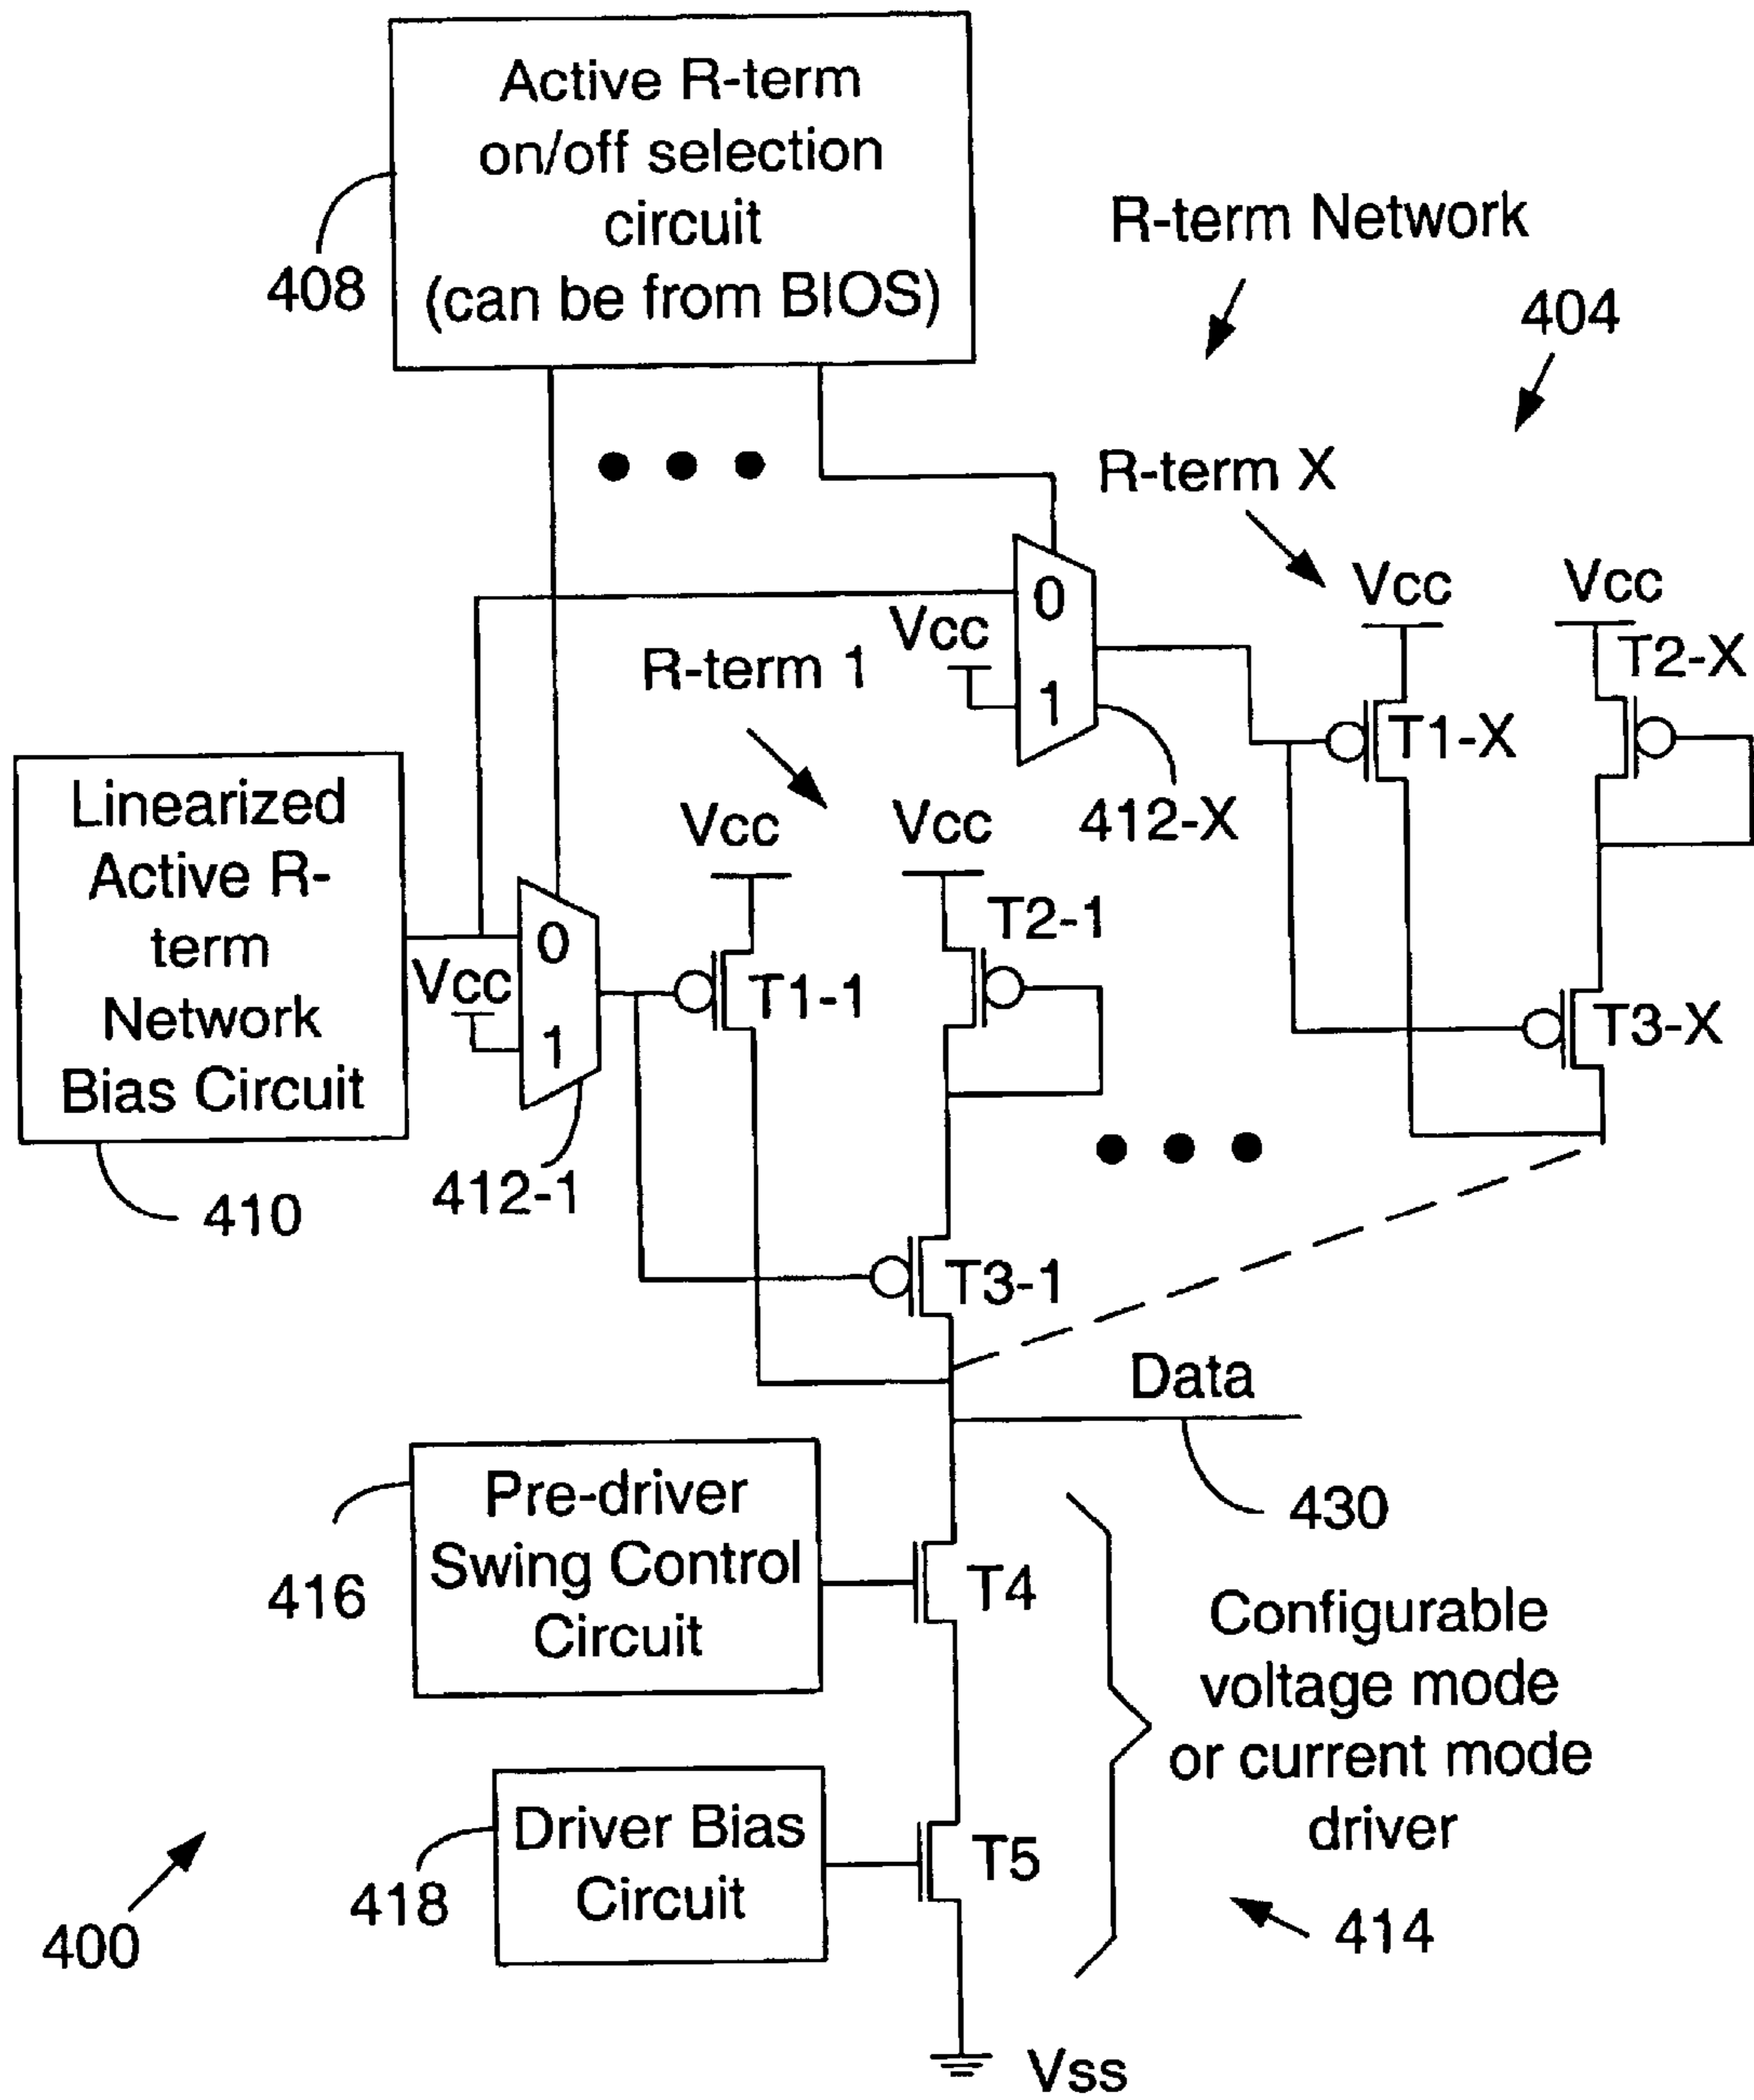 Active R-term
on/off selection
circuit
(can be from BIOS)
408
R-term Network
404
R-term X
Vcc
Vcc
T2-X
0
Vcc
1
T1-X
412-X
R-term 1
Vcc
Vcc
T2-1
Linearized
Active R-
term
Network
Bias Circuit
410
0
Vcc
1
T1-1
412-1
T3-X
T3-1
Data
430
Pre-driver
Swing Control
Circuit
416
T4
Configurable
voltage mode
or current mode
driver
414
Driver Bias
Circuit
418
T5
400
Vss